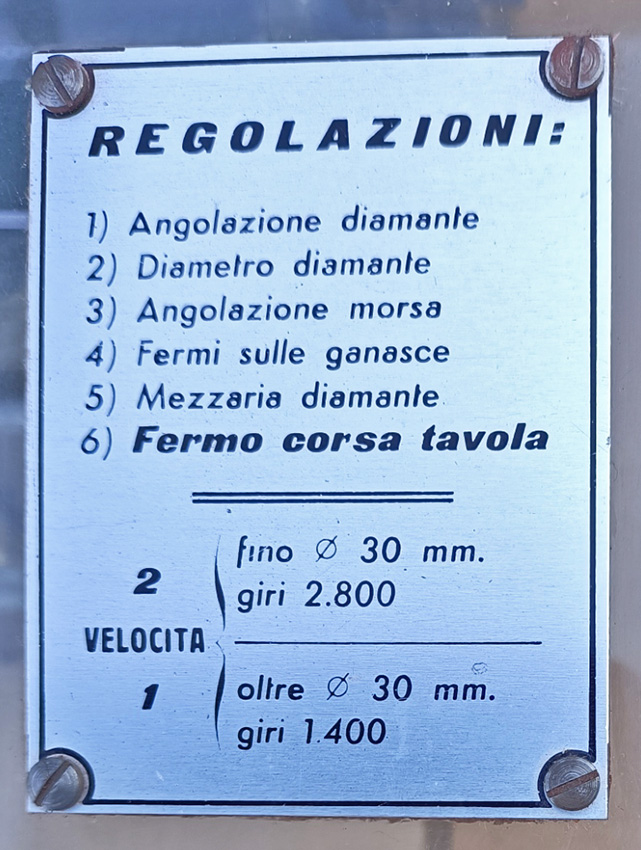 REGOLAZIONI:
1) Angolazione diamante
2) Diametro diamante
3) Angolazione morsa
4) Fermi sulle ganasce
5) Mezzaria diamante
6) Fermo corsa tavola
2
VELOCITA
1
fino ∅ 30 mm.
giri 2.800
oltre ∅ 30 mm.
giri 1.400